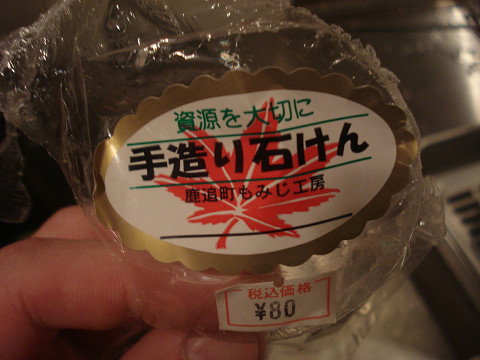 資源を大切に
手造り石けん
鹿追町もみじ工房
税込価格
¥80